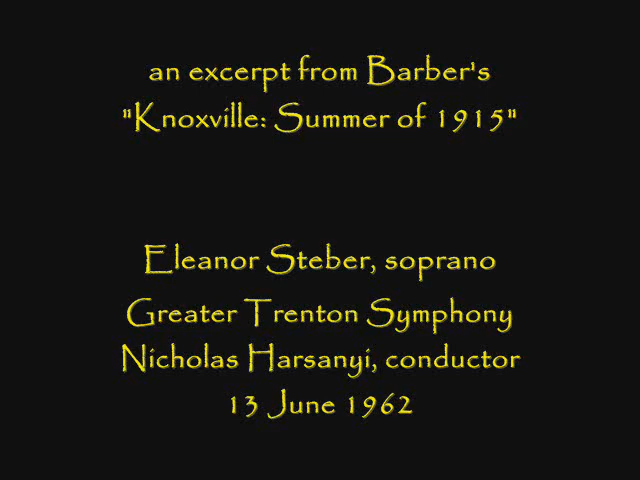 an excerpt from Barber's
"Knoxville: Summer of 1915"
Eleanor Steber, soprano
Greater Trenton Symphony
Nicholas Harsanyi, conductor
13 June 1962